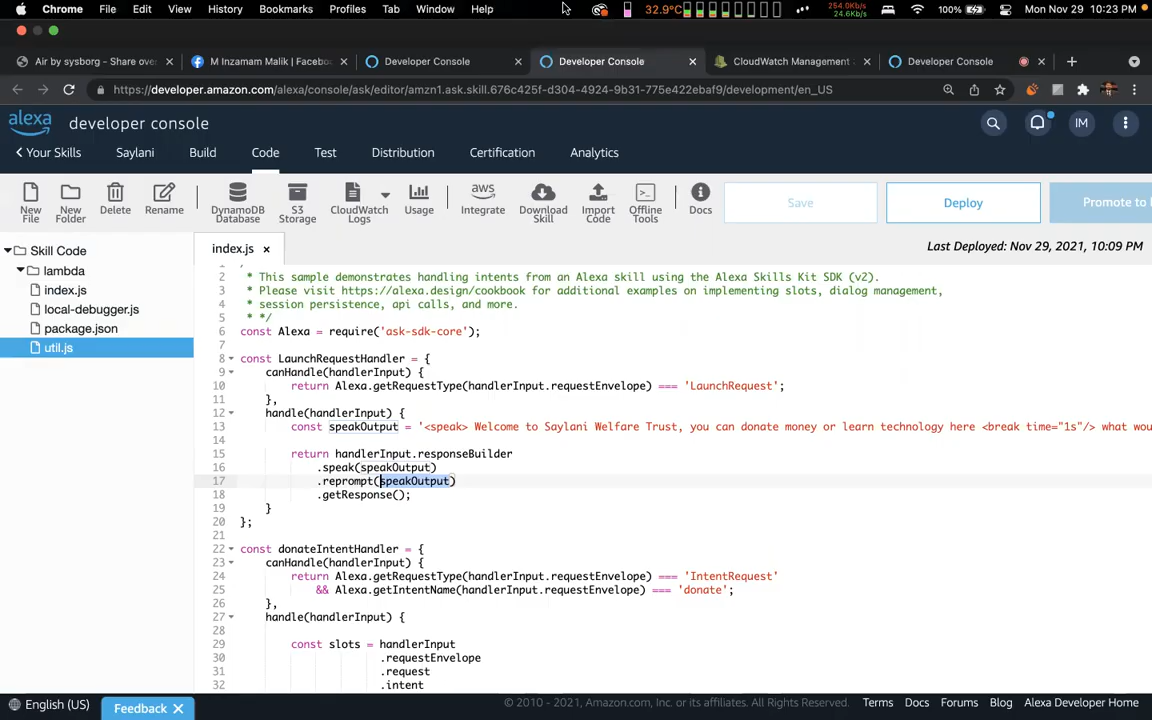 Chrome File Edit View History Bookmarks Profiles Tab Window Help 32.9°C 254.0Kb/s 24.6Kb/s 100% Mon Nov 29 10:23 PM
Air by sysborg - Share over M Inzamam Malik | Facebook Developer Console Developer Console CloudWatch Management Developer Console
https://developer.amazon.com/alexa/console/ask/editor/amzn1.ask.skill.676c425f-d304-4924-9b31-775e422ebaf9/development/en_US
alexa developer console IM
Your Skills Saylani Build Code Test Distribution Certification Analytics
New File New Folder Delete Rename DynamoDB Database S3 Storage CloudWatch Logs Usage aws Integrate Download Skill Import Code Offline Tools Docs Save Deploy Promote to
Skill Code
lambda
index.js
local-debugger.js
package.json
util.js
index.js × Last Deployed: Nov 29, 2021, 10:09 PM
2 * This sample demonstrates handling intents from an Alexa skill using the Alexa Skills Kit SDK (v2).
3 * Please visit https://alexa.design/cookbook for additional examples on implementing slots, dialog management,
4 * session persistence, api calls, and more.
5 * */
6 const Alexa = require('ask-sdk-core');
7
8 const LaunchRequestHandler = {
9 canHandle(handlerInput) {
10 return Alexa.getRequestType(handlerInput.requestEnvelope) === 'LaunchRequest';
11 },
12 handle(handlerInput) {
13 const speakOutput = '<speak> Welcome to Saylani Welfare Trust, you can donate money or learn technology here <break time="1s"/> what wou
14
15 return handlerInput.responseBuilder
16 .speak(speakOutput)
17 .reprompt(speakOutput)
18 .getResponse();
19 }
20 };
21
22 const donateIntentHandler = {
23 canHandle(handlerInput) {
24 return Alexa.getRequestType(handlerInput.requestEnvelope) === 'IntentRequest'
25 && Alexa.getIntentName(handlerInput.requestEnvelope) === 'donate';
26 },
27 handle(handlerInput) {
28
29 const slots = handlerInput
30 .requestEnvelope
31 .request
32 .intent
English (US) Feedback × © 2010 - 2021, Amazon.com, Inc. or its affiliates. All Rights Reserved. Terms Docs Forums Blog Alexa Developer Home